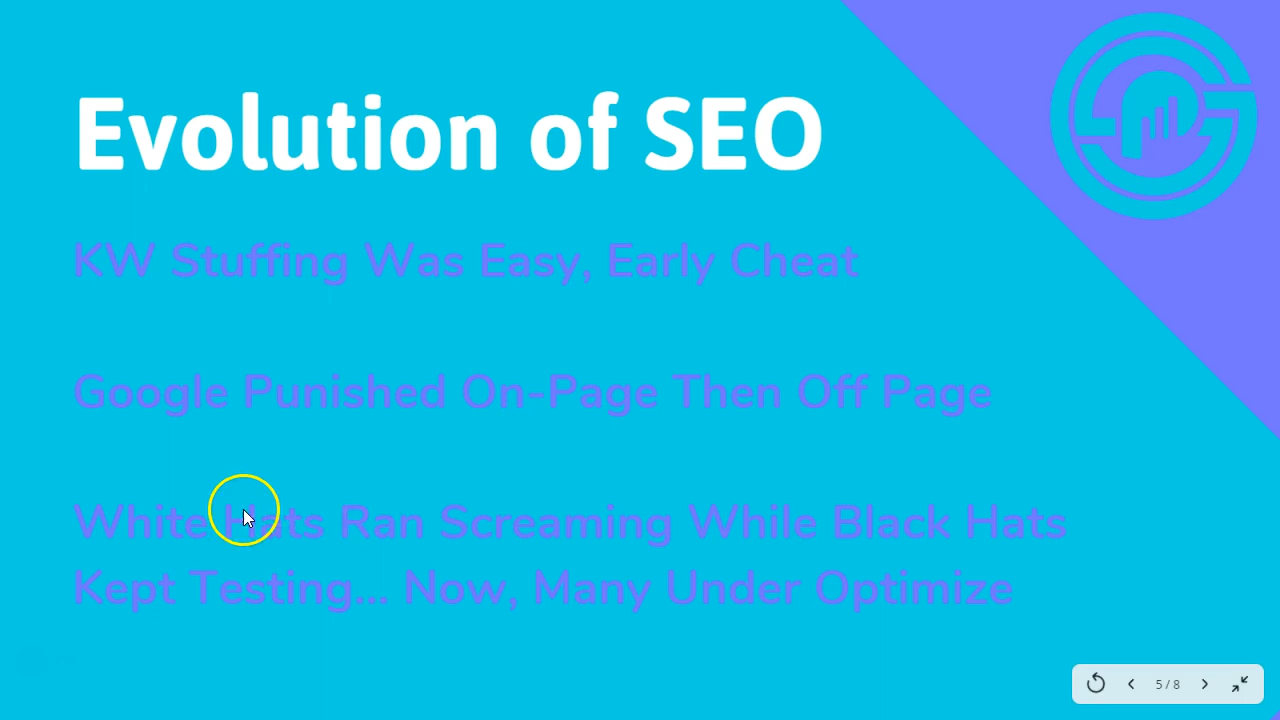 Evolution of SEO
KW Stuffing Was Easy, Early Cheat
Google Punished On-Page Then Off Page
White Hats Ran Screaming While Black Hats
Kept Testing... Now, Many Under Optimize
5 / 8